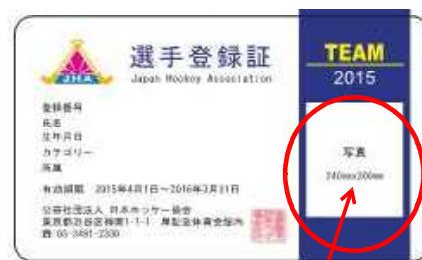 JHA
選手登録証
Japan Hockey Association
登録番号
氏名
生年月日
カテゴリー
所属
有効期限 2015年4月1日~2016年3月31日
公益社団法人 日本ホッケー協会
東京都渋谷区神南1-1-1 岸記念体育会館内
TEAM
2015
写真